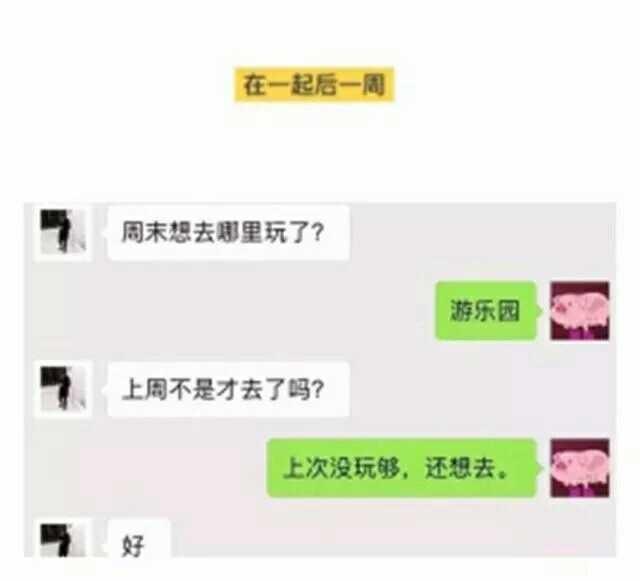 在一起后一周
周末想去哪里玩了?
游乐园
上周不是才去了吗?
上次没玩够，还想去。
好